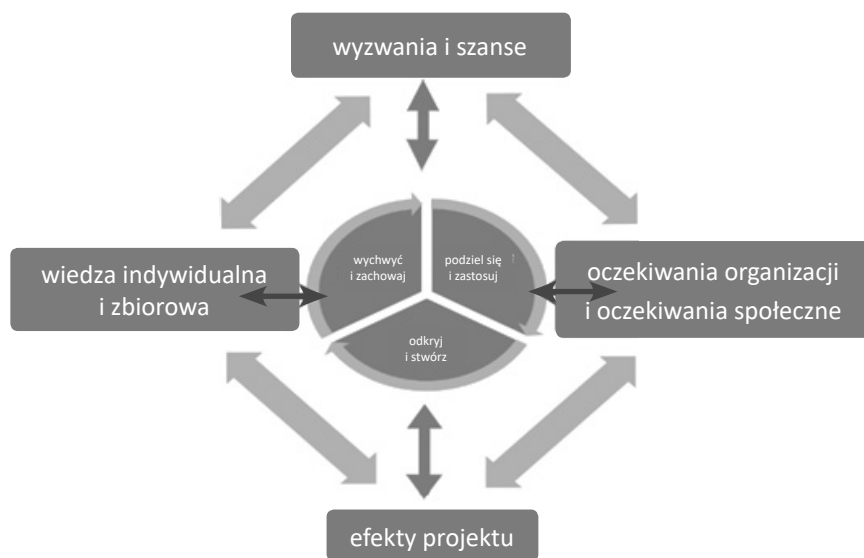 wyzwania i szanse
wychwyć
i zachowaj
podziel się
i zastosuj
wiedza indywidualna
i zbiorowa
oczekiwania organizacji
i oczekiwania społeczne
odkryj
i stwórz
efekty projektu